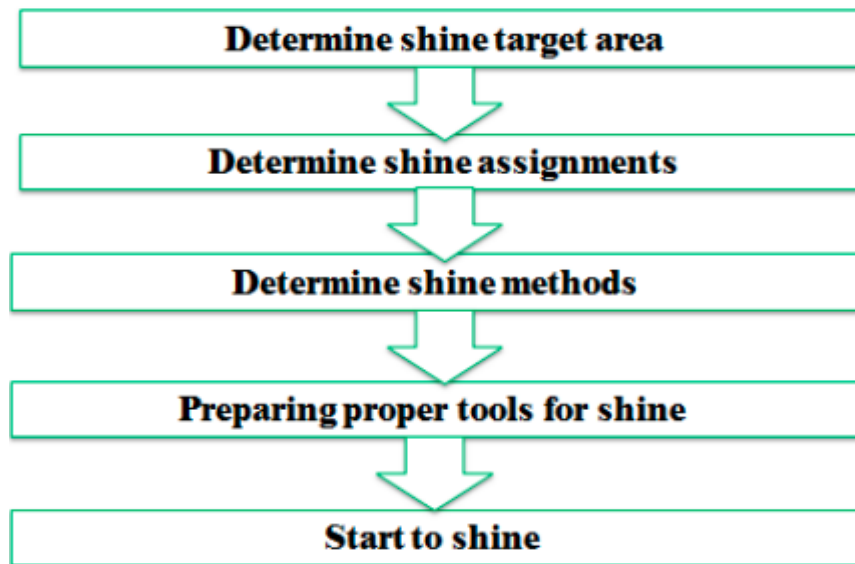 Determine shine target area
Determine shine assignments
Determine shine methods
Preparing proper tools for shine
Start to shine